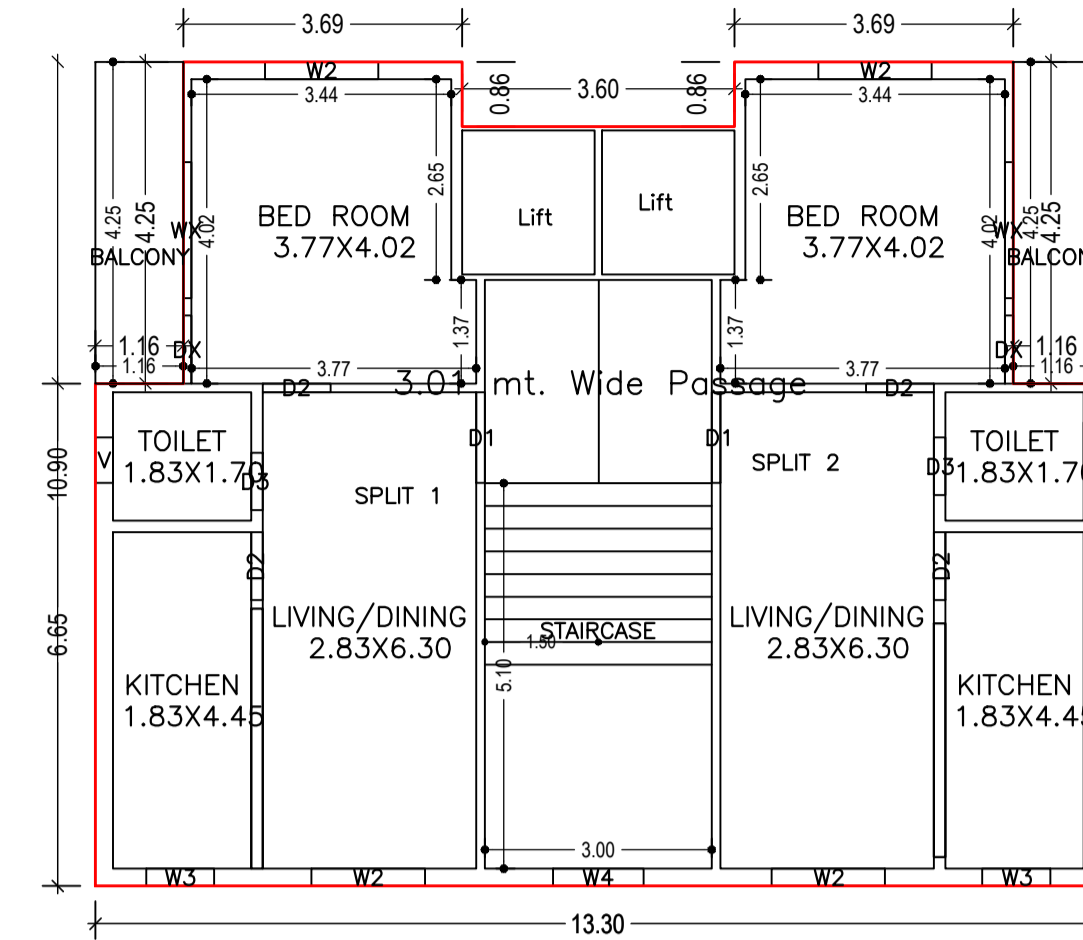 3.69
3.69
W2
W2
3.44
0.86
3.60
0.86
3.44
2.65
2.65
4.25
4.25
4.02
WX
BALCONY
BED ROOM
3.77X4.02
Lift
Lift
BED ROOM
3.77X4.02
4.02
WX
4.25
4.25
BALCON
1.37
1.37
1.16
1.16
DX
3.77
3.77
DX
1.16
1.16
D2
3.01 mt. Wide Passage
D2
D1
D1
10.90
V
TOILET
1.83X1.70
D3
SPLIT 1
SPLIT 2
D3
TOILET
1.83X1.70
D2
D2
6.65
LIVING/DINING
2.83X6.30
STAIRCASE
1.50
5.10
LIVING/DINING
2.83X6.30
KITCHEN
1.83X4.45
KITCHEN
1.83X4.45
3.00
W3
W2
W4
W2
W3
13.30